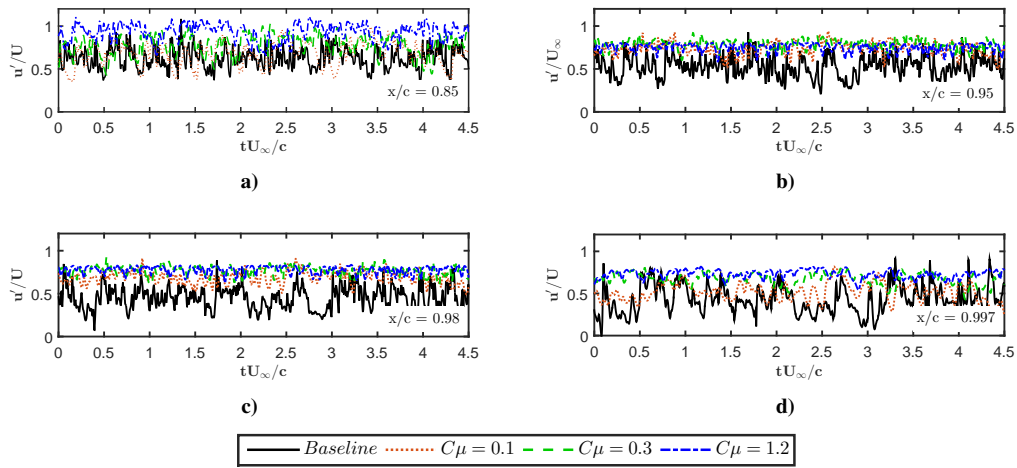 1
0.5
0
u'/U
x/c = 0.85
0 0.5 1 1.5 2 2.5 3 3.5 4 4.5
tU∞/c
a)
1
0.5
0
u'/U∞
x/c = 0.95
0 0.5 1 1.5 2 2.5 3 3.5 4 4.5
tU∞/c
b)
1
0.5
0
u'/U
x/c = 0.98
0 0.5 1 1.5 2 2.5 3 3.5 4 4.5
tU∞/c
c)
1
0.5
0
u'/U
x/c = 0.997
0 0.5 1 1.5 2 2.5 3 3.5 4 4.5
tU∞/c
d)
Baseline Cμ = 0.1 Cμ = 0.3 Cμ = 1.2